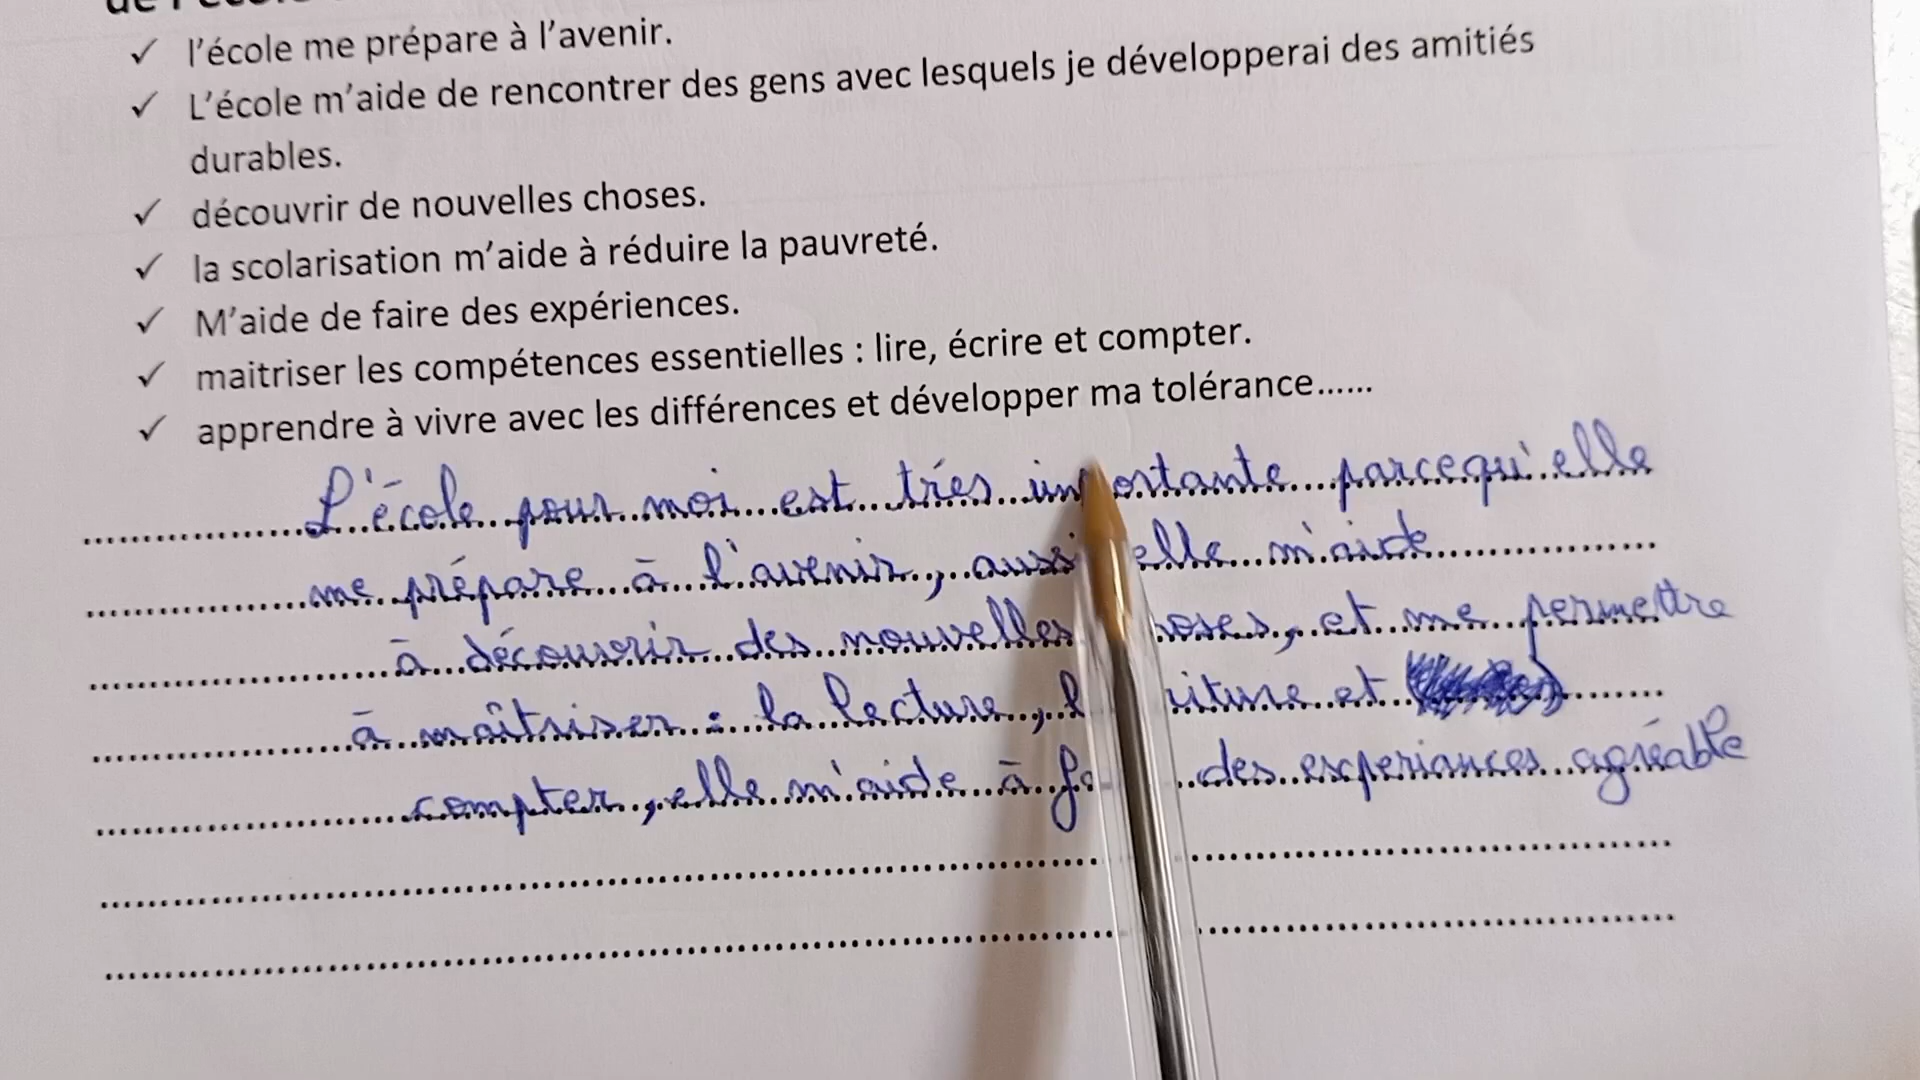 ✓ l'école me prépare à l'avenir.
✓ L'école m'aide de rencontrer des gens avec lesquels je développerai des amitiés
durables.
✓ découvrir de nouvelles choses.
✓ la scolarisation m'aide à réduire la pauvreté.
✓ M'aide de faire des expériences.
✓ maitriser les compétences essentielles : lire, écrire et compter.
✓ apprendre à vivre avec les différences et développer ma tolérance......
L'école pour moi est trés importante parcequ'elle
me prépare à l'avenir, aussi elle m'aide
à découvrir des nouvelles choses, et me permettre
à maîtriser : la lecture, et
compter, elle m'aide à des experiances agréable